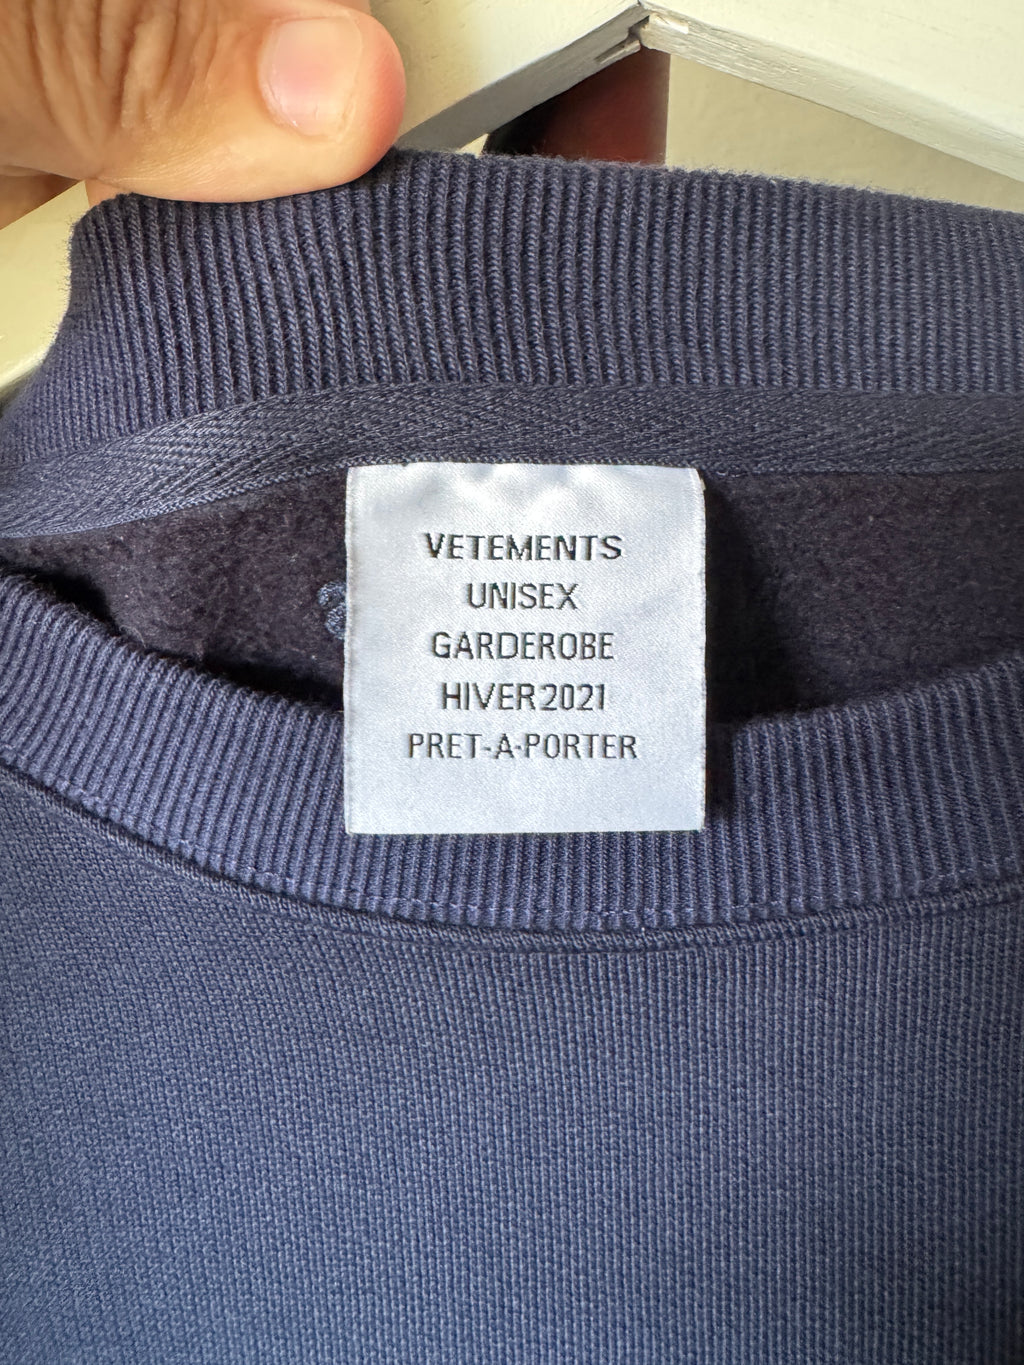 VETEMENTS
UNISEX
GARDEROBE
HIVER2021
PRET-A-PORTER